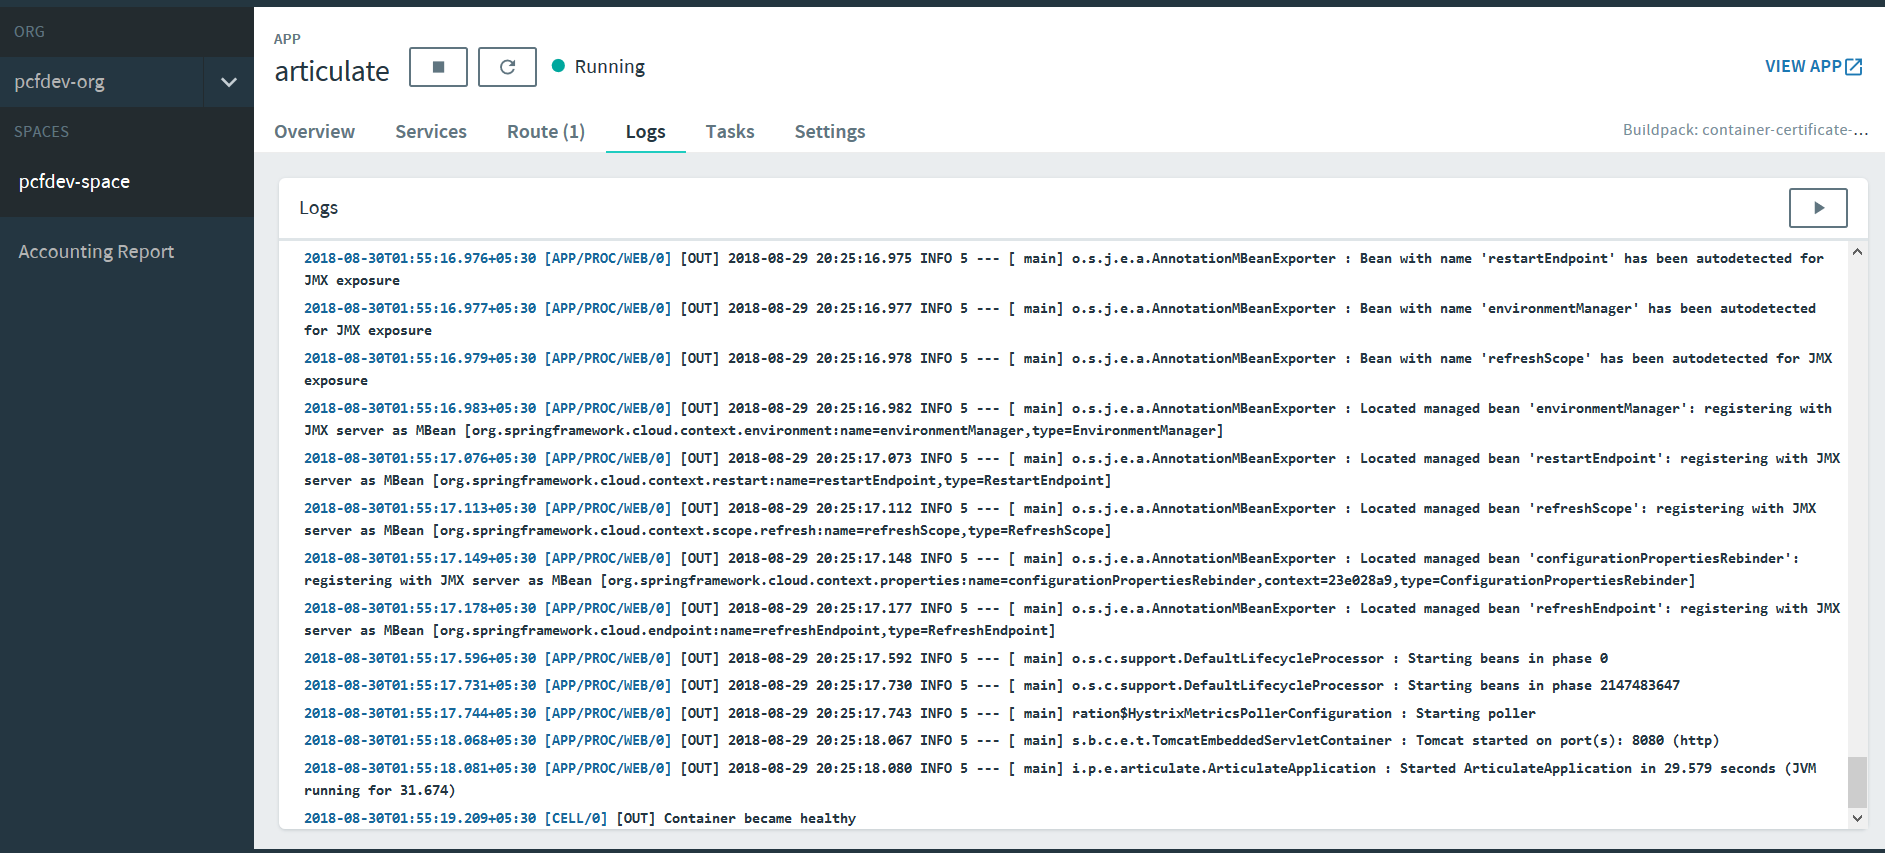 ORG
pcfdev-org
SPACES
pcfdev-space
Accounting Report
APP
articulate
Running
VIEW APP
Overview Services Route (1) Logs Tasks Settings
Buildpack: container-certificate-...
Logs
2018-08-30T01:55:16.976+05:30 [APP/PROC/WEB/0] [OUT] 2018-08-29 20:25:16.975 INFO 5 --- [ main] o.s.j.e.a.AnnotationMBeanExporter : Bean with name 'restartEndpoint' has been autodetected for
JMX exposure
2018-08-30T01:55:16.977+05:30 [APP/PROC/WEB/0] [OUT] 2018-08-29 20:25:16.977 INFO 5 --- [ main] o.s.j.e.a.AnnotationMBeanExporter : Bean with name 'environmentManager' has been autodetected
for JMX exposure
2018-08-30T01:55:16.979+05:30 [APP/PROC/WEB/0] [OUT] 2018-08-29 20:25:16.978 INFO 5 --- [ main] o.s.j.e.a.AnnotationMBeanExporter : Bean with name 'refreshScope' has been autodetected for JMX
exposure
2018-08-30T01:55:16.983+05:30 [APP/PROC/WEB/0] [OUT] 2018-08-29 20:25:16.982 INFO 5 --- [ main] o.s.j.e.a.AnnotationMBeanExporter : Located managed bean 'environmentManager': registering with
JMX server as MBean [org.springframework.cloud.context.environment:name=environmentManager,type=EnvironmentManager]
2018-08-30T01:55:17.076+05:30 [APP/PROC/WEB/0] [OUT] 2018-08-29 20:25:17.073 INFO 5 --- [ main] o.s.j.e.a.AnnotationMBeanExporter : Located managed bean 'restartEndpoint': registering with JMX
server as MBean [org.springframework.cloud.context.restart:name=restartEndpoint,type=RestartEndpoint]
2018-08-30T01:55:17.113+05:30 [APP/PROC/WEB/0] [OUT] 2018-08-29 20:25:17.112 INFO 5 --- [ main] o.s.j.e.a.AnnotationMBeanExporter : Located managed bean 'refreshScope': registering with JMX
server as MBean [org.springframework.cloud.context.scope.refresh:name=refreshScope,type=RefreshScope]
2018-08-30T01:55:17.149+05:30 [APP/PROC/WEB/0] [OUT] 2018-08-29 20:25:17.148 INFO 5 --- [ main] o.s.j.e.a.AnnotationMBeanExporter : Located managed bean 'configurationPropertiesRebinder':
registering with JMX server as MBean [org.springframework.cloud.context.properties:name=configurationPropertiesRebinder,context=23e028a9,type=ConfigurationPropertiesRebinder]
2018-08-30T01:55:17.178+05:30 [APP/PROC/WEB/0] [OUT] 2018-08-29 20:25:17.177 INFO 5 --- [ main] o.s.j.e.a.AnnotationMBeanExporter : Located managed bean 'refreshEndpoint': registering with JMX
server as MBean [org.springframework.cloud.endpoint:name=refreshEndpoint,type=RefreshEndpoint]
2018-08-30T01:55:17.596+05:30 [APP/PROC/WEB/0] [OUT] 2018-08-29 20:25:17.592 INFO 5 --- [ main] o.s.c.support.DefaultLifecycleProcessor : Starting beans in phase 0
2018-08-30T01:55:17.731+05:30 [APP/PROC/WEB/0] [OUT] 2018-08-29 20:25:17.730 INFO 5 --- [ main] o.s.c.support.DefaultLifecycleProcessor : Starting beans in phase 2147483647
2018-08-30T01:55:17.744+05:30 [APP/PROC/WEB/0] [OUT] 2018-08-29 20:25:17.743 INFO 5 --- [ main] ration$HystrixMetricsPollerConfiguration : Starting poller
2018-08-30T01:55:18.068+05:30 [APP/PROC/WEB/0] [OUT] 2018-08-29 20:25:18.067 INFO 5 --- [ main] s.b.c.e.t.TomcatEmbeddedServletContainer : Tomcat started on port(s): 8080 (http)
2018-08-30T01:55:18.081+05:30 [APP/PROC/WEB/0] [OUT] 2018-08-29 20:25:18.080 INFO 5 --- [ main] i.p.e.articulate.ArticulateApplication : Started ArticulateApplication in 29.579 seconds (JVM
running for 31.674)
2018-08-30T01:55:19.209+05:30 [CELL/0] [OUT] Container became healthy